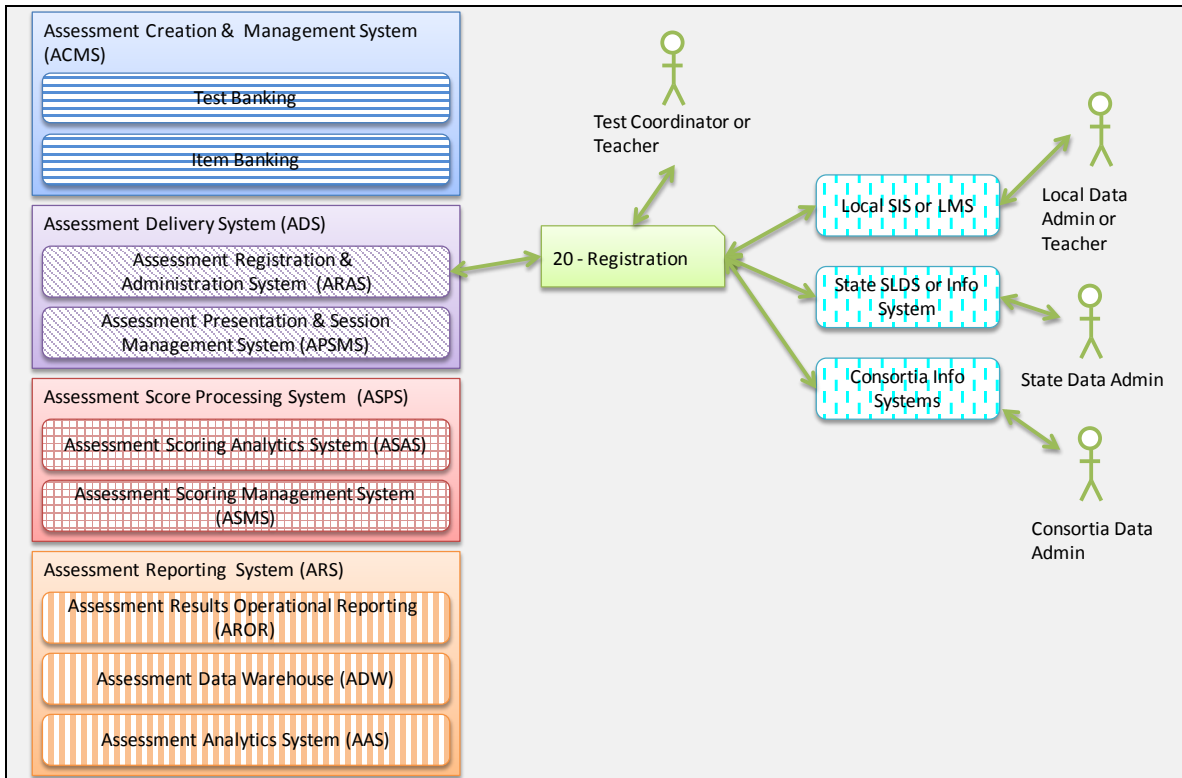 Assessment Creation & Management System
(ACMS)
Test Banking
Item Banking
Assessment Delivery System (ADS)
Assessment Registration &
Administration System (ARAS)
Assessment Presentation & Session
Management System (APSMS)
Assessment Score Processing System (ASPS)
Assessment Scoring Analytics System (ASAS)
Assessment Scoring Management System
(ASMS)
Assessment Reporting System (ARS)
Assessment Results Operational Reporting
(AROR)
Assessment Data Warehouse (ADW)
Assessment Analytics System (AAS)
Test Coordinator or
Teacher
20 - Registration
Local SIS or LMS
State SLDS or Info
System
Consortia Info
Systems
Local Data
Admin or
Teacher
State Data Admin
Consortia Data
Admin